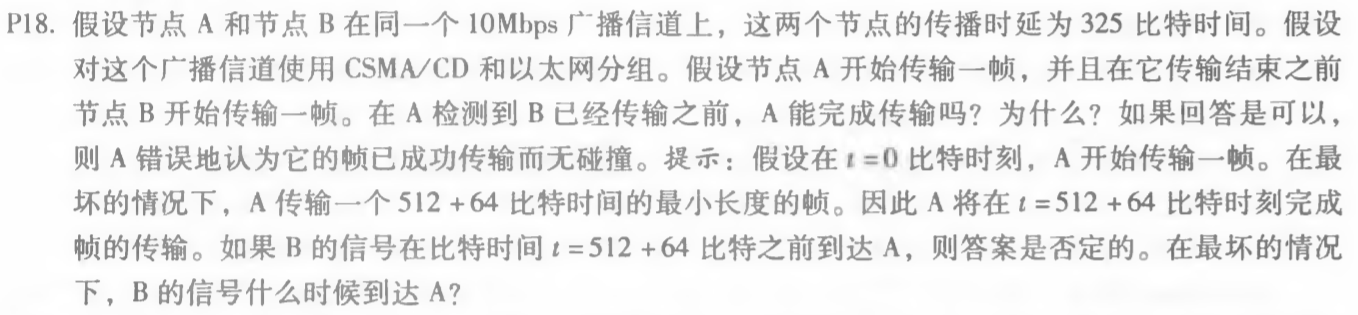 P18. 假设节点 A 和节点 B 在同一个 10Mbps 广播信道上，这两个节点的传播时延为 325 比特时间。假设
对这个广播信道使用 CSMA/CD 和以太网分组。假设节点 A 开始传输一帧，并且在它传输结束之前
节点 B 开始传输一帧。在 A 检测到 B 已经传输之前，A 能完成传输吗？为什么？如果回答是可以，
则 A 错误地认为它的帧已成功传输而无碰撞。提示：假设在 t=0 比特时刻，A 开始传输一帧。在最
坏的情况下，A 传输一个 512+64 比特时间的最小长度的帧。因此 A 将在 t=512+64 比特时刻完成
帧的传输。如果 B 的信号在比特时间 t=512+64 比特之前到达 A，则答案是否定的。在最坏的情况
下，B 的信号什么时候到达 A？